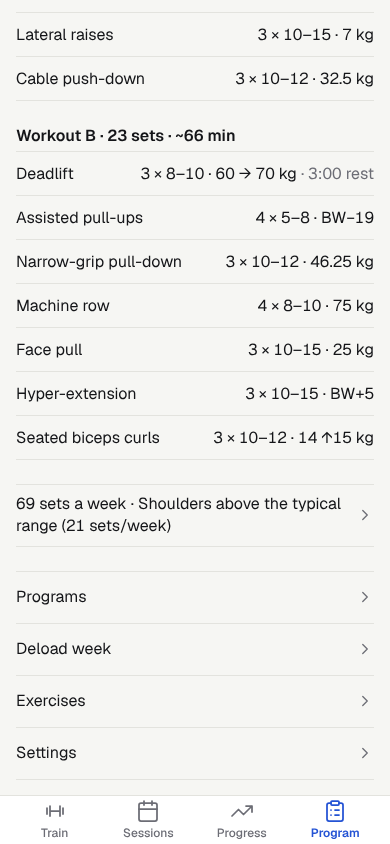 Lateral raises 3 × 10–15 · 7 kg
Cable push-down 3 × 10–12 · 32.5 kg
Workout B · 23 sets · ~66 min
Deadlift 3 × 8–10 · 60 → 70 kg · 3:00 rest
Assisted pull-ups 4 × 5–8 · BW−19
Narrow-grip pull-down 3 × 10–12 · 46.25 kg
Machine row 4 × 8–10 · 75 kg
Face pull 3 × 10–15 · 25 kg
Hyper-extension 3 × 10–15 · BW+5
Seated biceps curls 3 × 10–12 · 14 ↑15 kg
69 sets a week · Shoulders above the typical
range (21 sets/week)
Programs
Deload week
Exercises
Settings
Train Sessions Progress Program